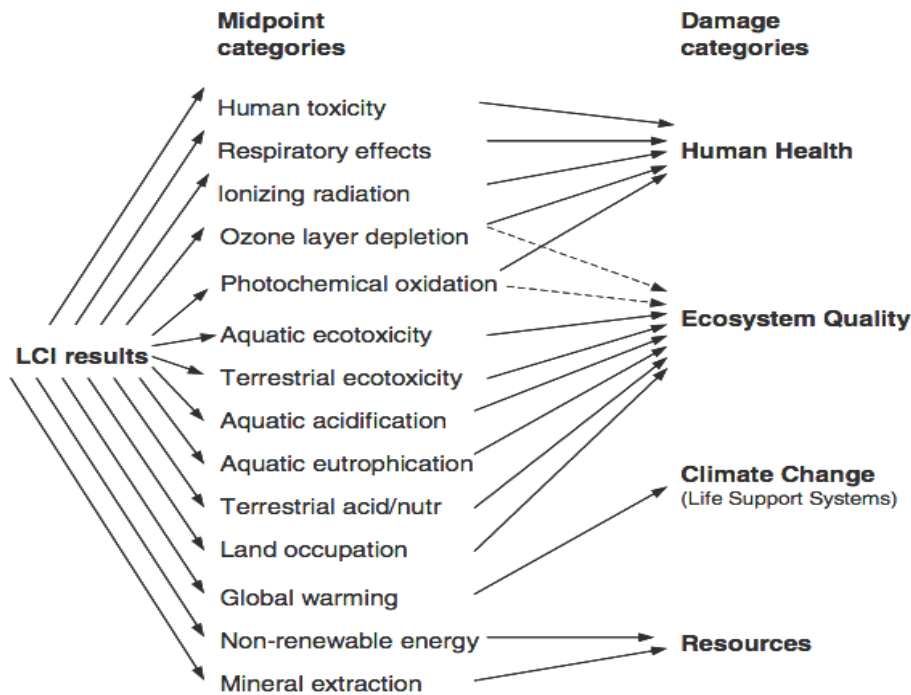 Midpoint
categories
Damage
categories
Human toxicity
Respiratory effects
Human Health
Ionizing radiation
Ozone layer depletion
Photochemical oxidation
Ecosystem Quality
Aquatic ecotoxicity
LCI results
Terrestrial ecotoxicity
Aquatic acidification
Aquatic eutrophication
Climate Change
(Life Support Systems)
Terrestrial acid/nutr
Land occupation
Global warming
Non-renewable energy
Resources
Mineral extraction